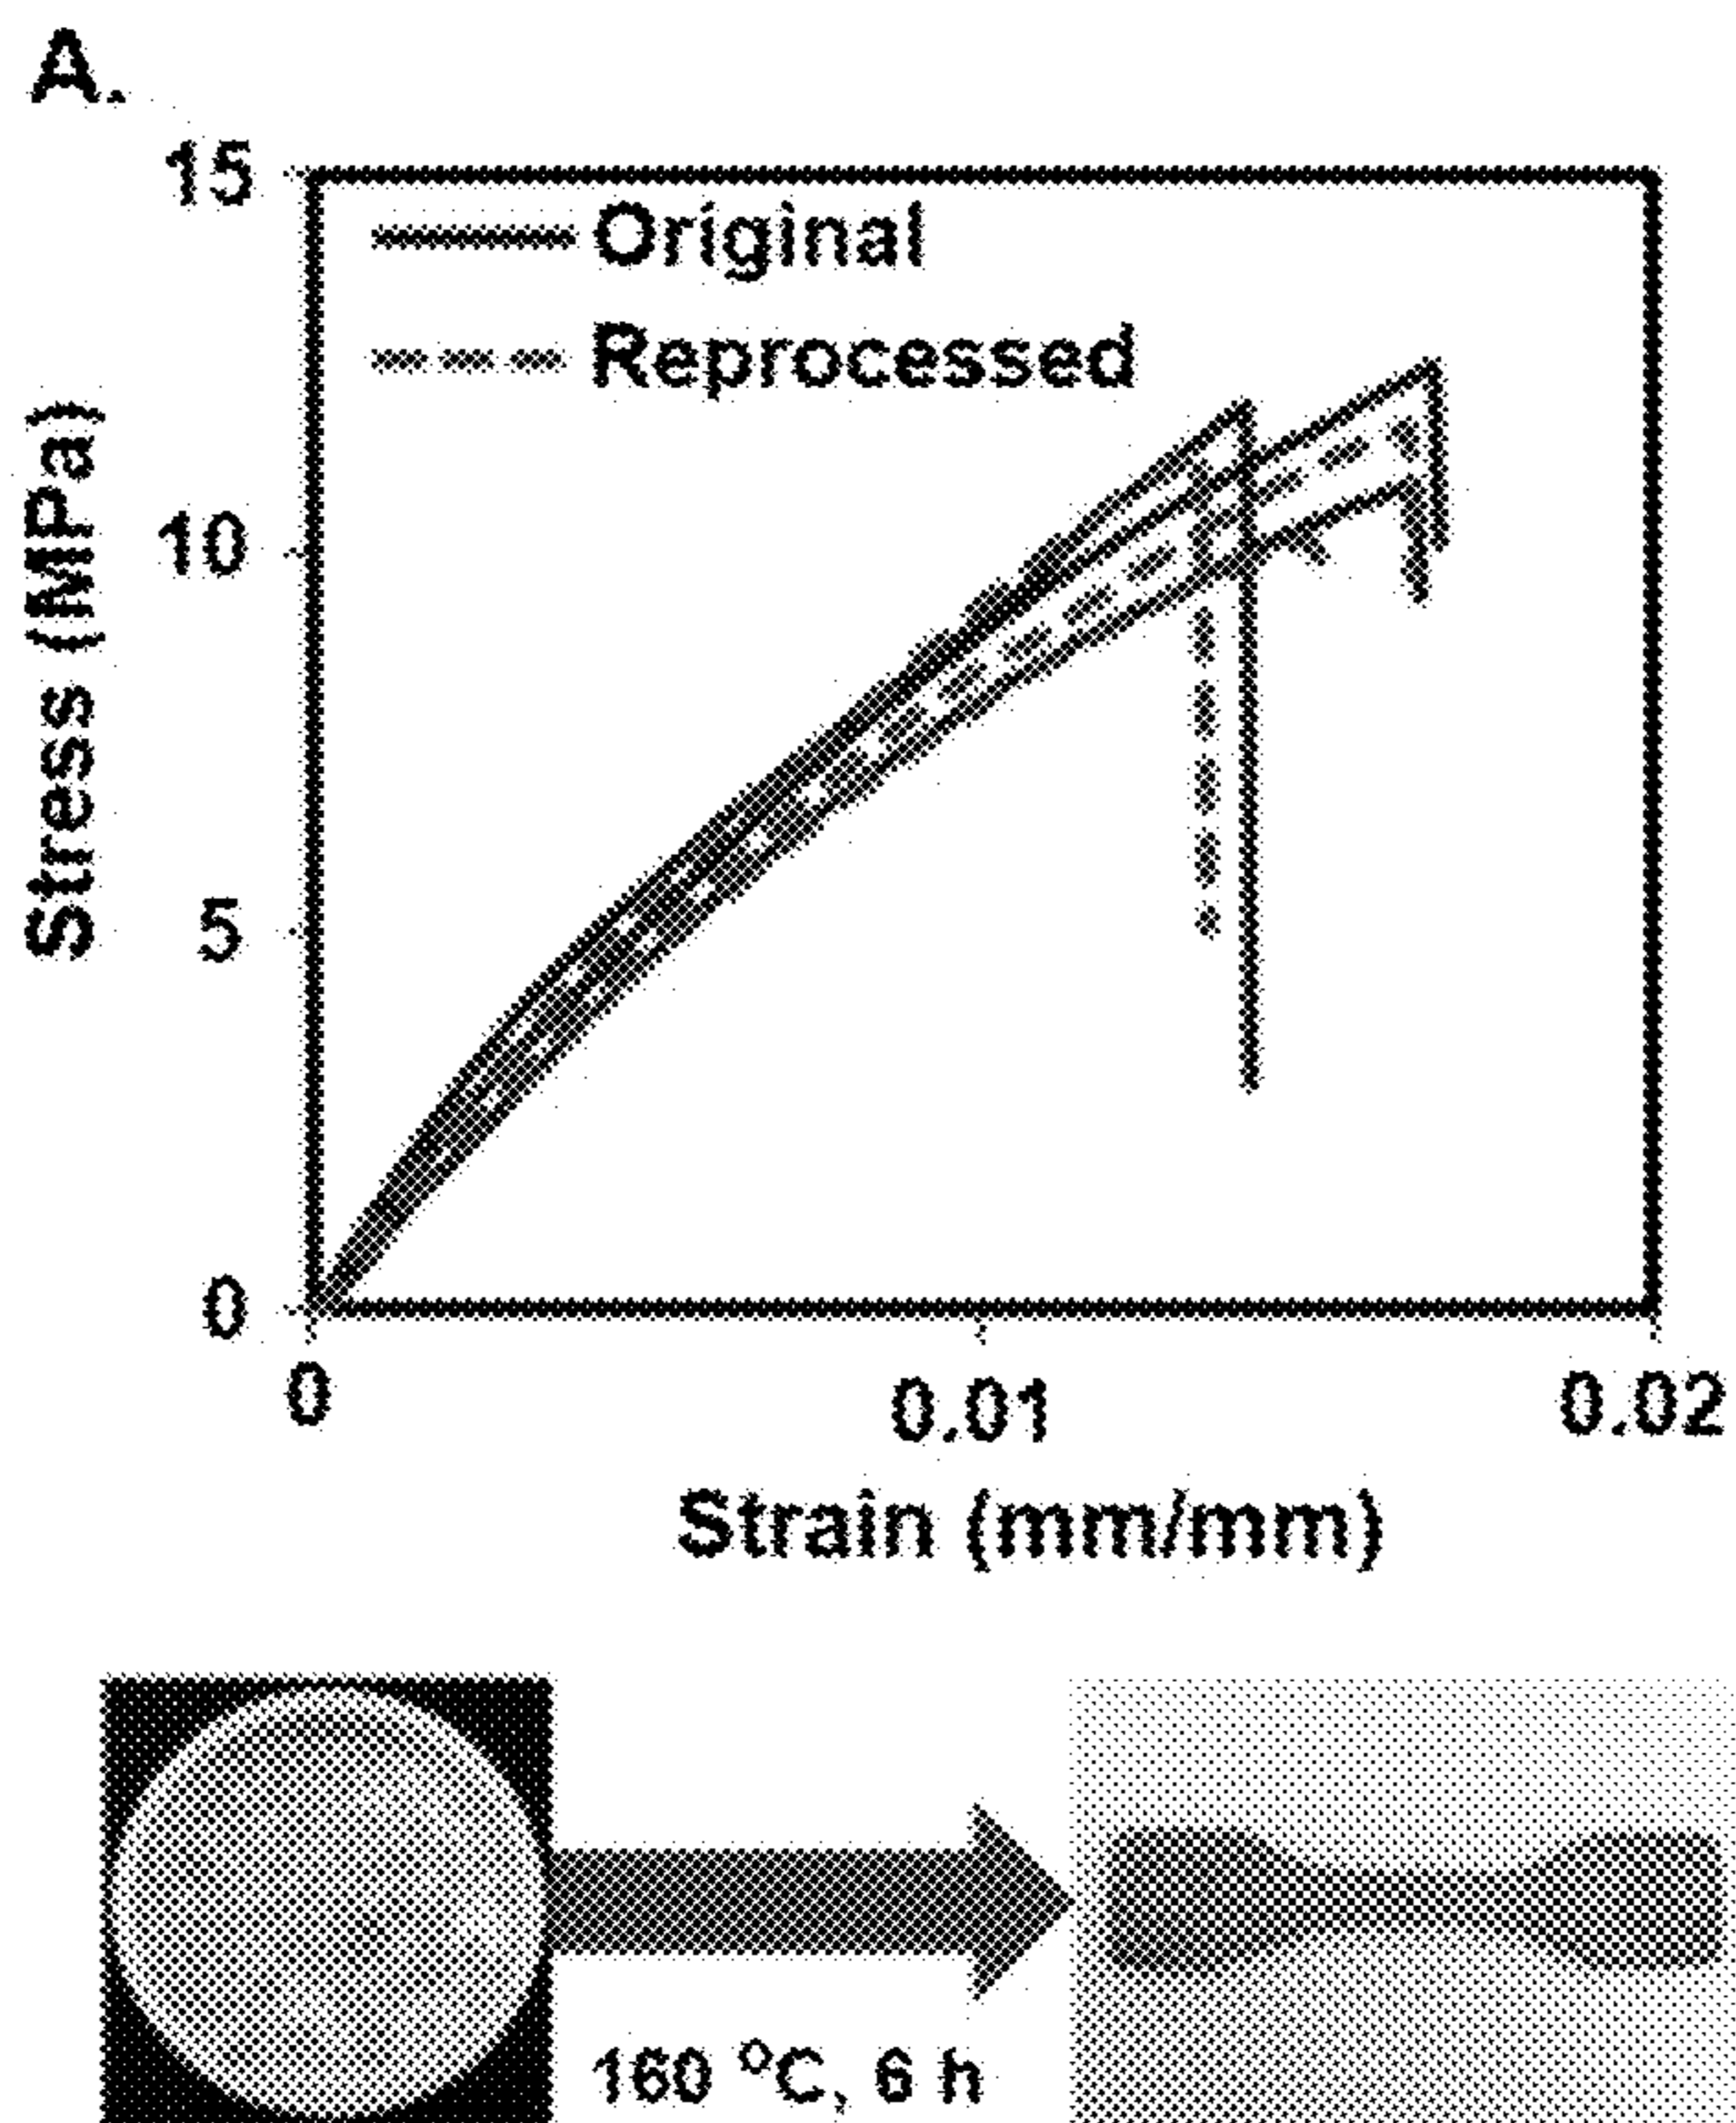 A.
15
Original
Reprocessed
10
5
0
Stress (MPa)
0
0.01
0.02
Strain (mm/mm)
160 °C, 6 h